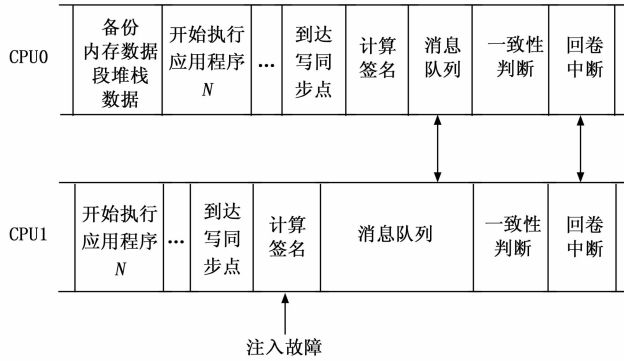 CPU0
备份
内存数据
段堆栈
数据
开始执行
应用程序
N
...
到达
写同
步点
计算
签名
消息
队列
一致性
判断
回卷
中断
CPU1
开始执行
应用程序
N
...
到达
写同
步点
计算
签名
消息队列
一致性
判断
回卷
中断
注入故障